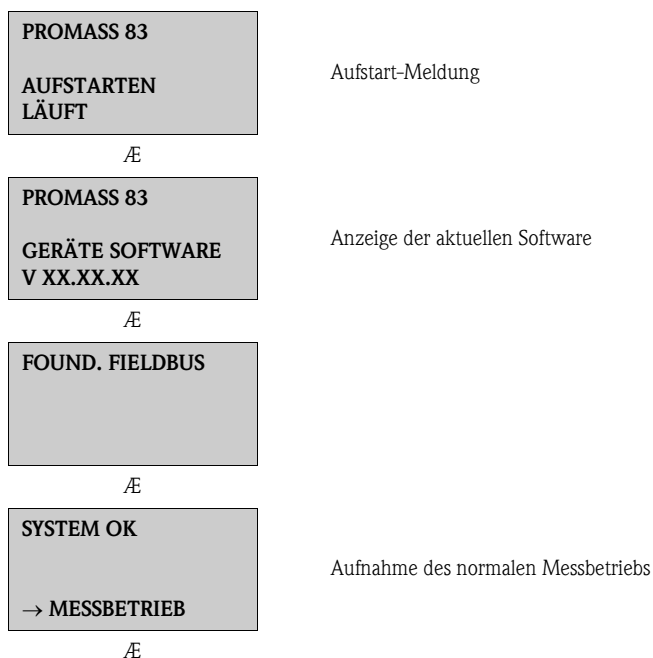 PROMASS 83
AUFSTARTEN
LÄUFT
Aufstart-Meldung
Æ
PROMASS 83
GERÄTE SOFTWARE
V XX.XX.XX
Anzeige der aktuellen Software
Æ
FOUND. FIELDBUS
Æ
SYSTEM OK
→ MESSBETRIEB
Aufnahme des normalen Messbetriebs
Æ